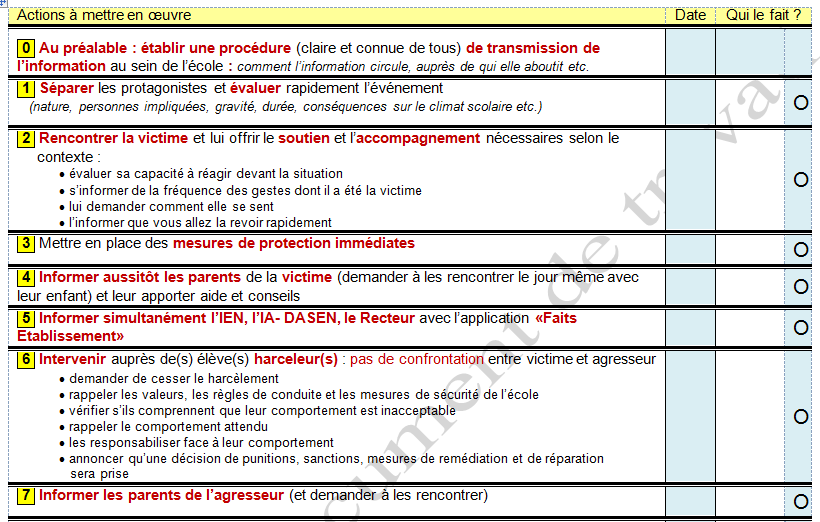 Actions à mettre en œuvre Date Qui le fait ?
0 Au préalable : établir une procédure (claire et connue de tous) de transmission de
l'information au sein de l'école : comment l'information circule, auprès de qui elle aboutit etc.
1 Séparer les protagonistes et évaluer rapidement l'événement
(nature, personnes impliquées, gravité, durée, conséquences sur le climat scolaire etc.) O
2 Rencontrer la victime et lui offrir le soutien et l'accompagnement nécessaires selon le
contexte :
• évaluer sa capacité à réagir devant la situation O
• s'informer de la fréquence des gestes dont il a été la victime
• lui demander comment elle se sent
• l'informer que vous allez la revoir rapidement
3 Mettre en place des mesures de protection immédiates O
4 Informer aussitôt les parents de la victime (demander à les rencontrer le jour même avec
leur enfant) et leur apporter aide et conseils O
5 Informer simultanément l'IEN, l'IA- DASEN, le Recteur avec l'application «Faits
Etablissement» O
6 Intervenir auprès de(s) élève(s) harceleur(s) : pas de confrontation entre victime et agresseur
• demander de cesser le harcèlement
• rappeler les valeurs, les règles de conduite et les mesures de sécurité de l'école
• vérifier s'ils comprennent que leur comportement est inacceptable O
• rappeler le comportement attendu
• les responsabiliser face à leur comportement
• annoncer qu'une décision de punitions, sanctions, mesures de remédiation et de réparation
sera prise
7 Informer les parents de l'agresseur (et demander à les rencontrer) O
cument de trava